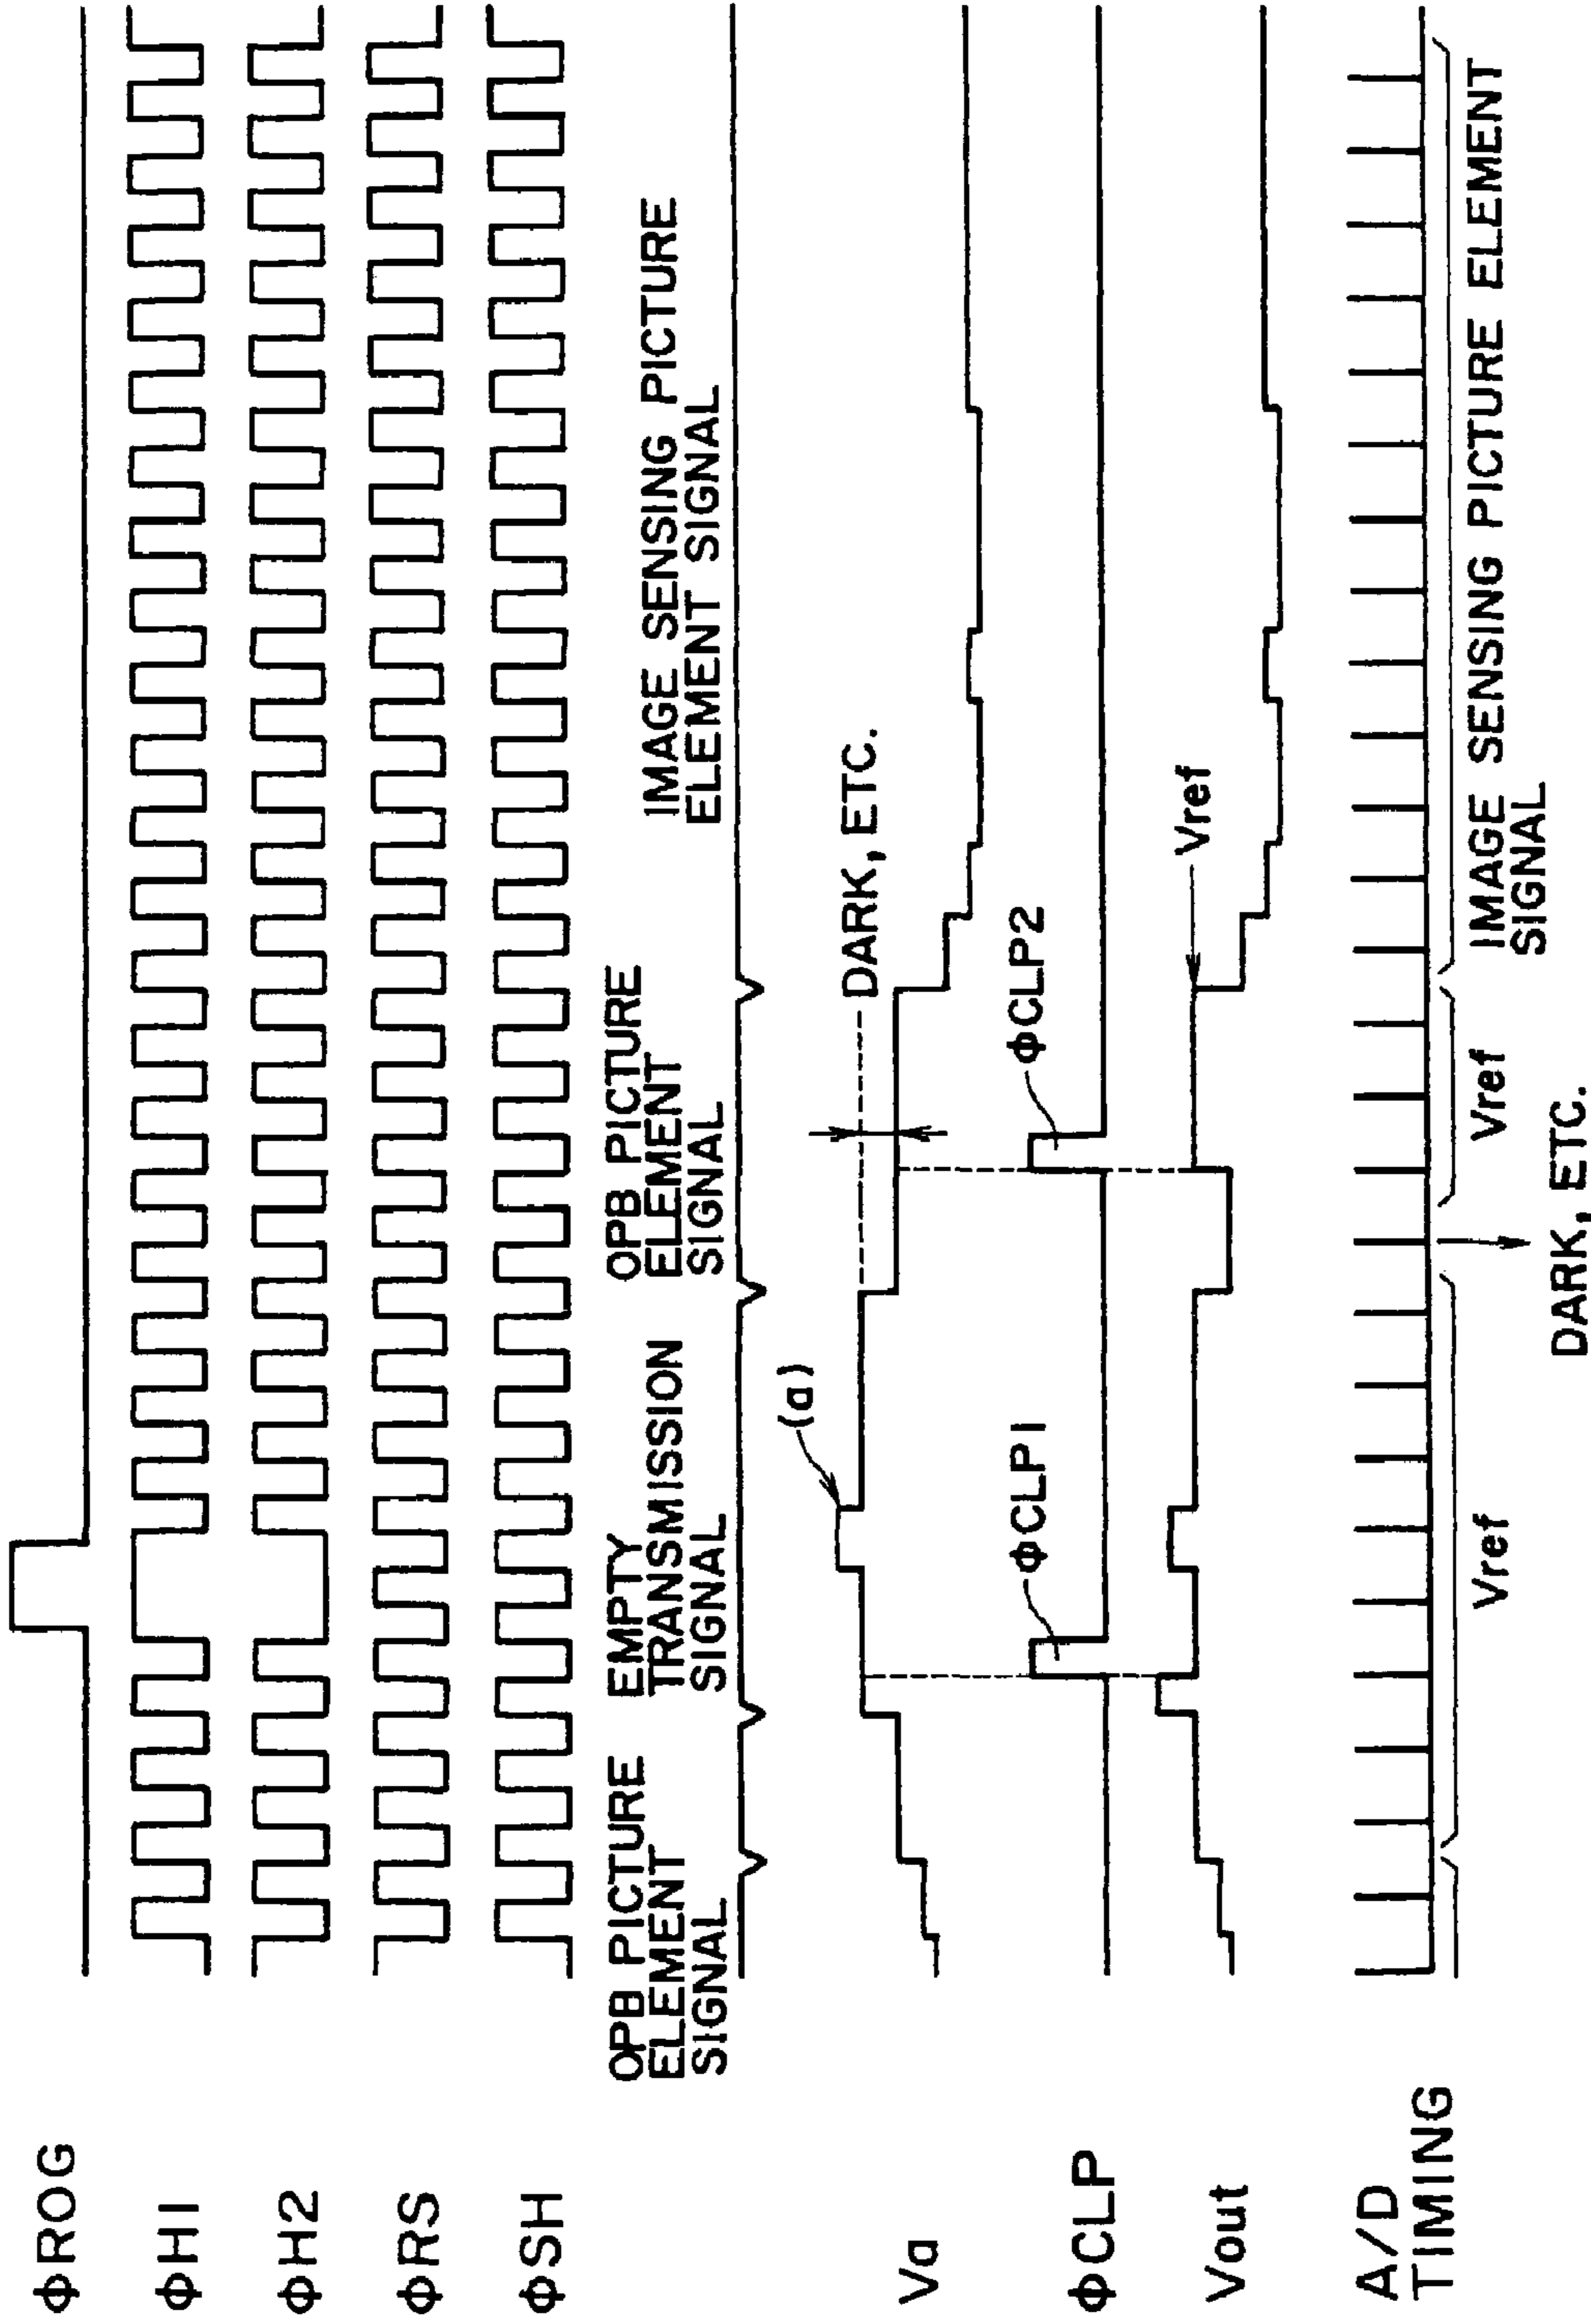 ΦROG
ΦH1
ΦH2
ΦRS
ΦSH
OPB PICTURE
ELEMENT
SIGNAL
EMPTY
TRANSMISSION
SIGNAL
OPB PICTURE
ELEMENT
SIGNAL
IMAGE SENSING PICTURE
ELEMENT SIGNAL
Va
(a)
DARK, ETC.
ΦCLP
ΦCLP1
ΦCLP2
Vout
Vref
A/D
TIMING
Vref
DARK, ETC.
Vref
IMAGE SENSING PICTURE ELEMENT
SIGNAL